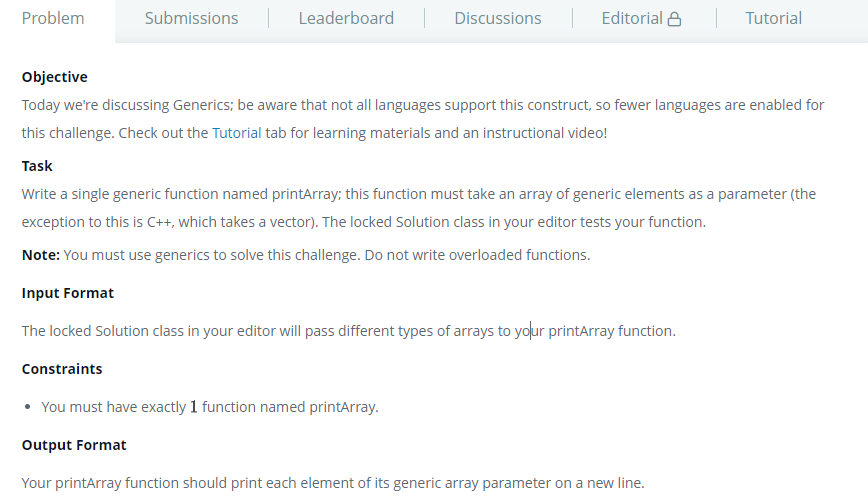 Problem
Submissions
Leaderboard
Discussions
Editorial
Tutorial
Objective
Today we're discussing Generics; be aware that not all languages support this construct, so fewer languages are enabled for
this challenge. Check out the Tutorial tab for learning materials and an instructional video!
Task
Write a single generic function named printArray; this function must take an array of generic elements as a parameter (the
exception to this is C++, which takes a vector). The locked Solution class in your editor tests your function.
Note: You must use generics to solve this challenge. Do not write overloaded functions.
Input Format
The locked Solution class in your editor will pass different types of arrays to your printArray function.
Constraints
• You must have exactly 1 function named printArray.
Output Format
Your printArray function should print each element of its generic array parameter on a new line.